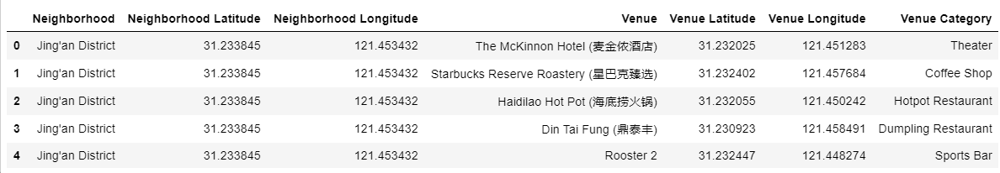 Neighborhood Neighborhood Latitude Neighborhood Longitude Venue Venue Latitude Venue Longitude Venue Category
0 Jing'an District 31.233845 121.453432 The McKinnon Hotel (麦金侬酒店) 31.232025 121.451283 Theater
1 Jing'an District 31.233845 121.453432 Starbucks Reserve Roastery (星巴克臻选) 31.232402 121.457684 Coffee Shop
2 Jing'an District 31.233845 121.453432 Haidilao Hot Pot (海底捞火锅) 31.232055 121.450242 Hotpot Restaurant
3 Jing'an District 31.233845 121.453432 Din Tai Fung (鼎泰丰) 31.230923 121.458491 Dumpling Restaurant
4 Jing'an District 31.233845 121.453432 Rooster 2 31.232447 121.448274 Sports Bar